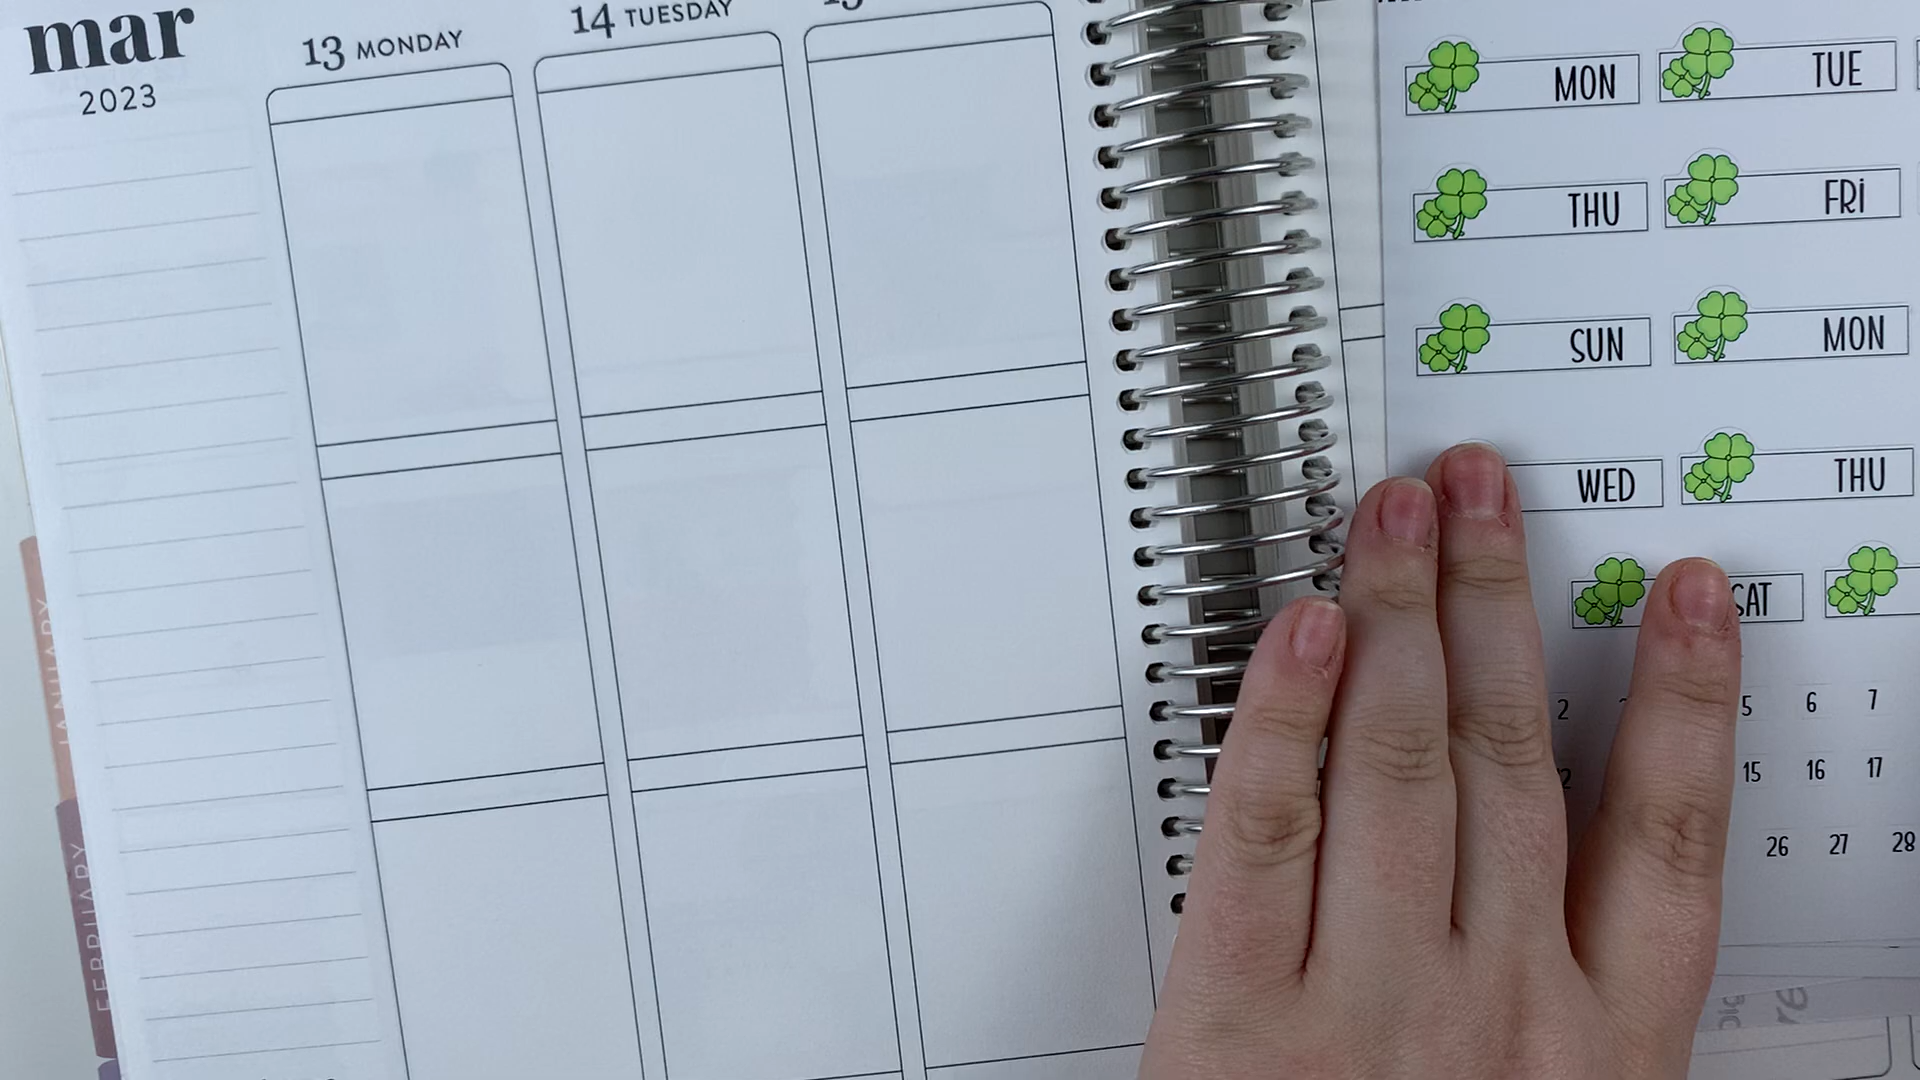 mar
2023
13 MONDAY
14 TUESDAY
15
JANUARY
FEBRUARY
MON
TUE
THU
FRI
SUN
MON
WED
THU
SAT
2
5 6 7
15 16 17
26 27 28